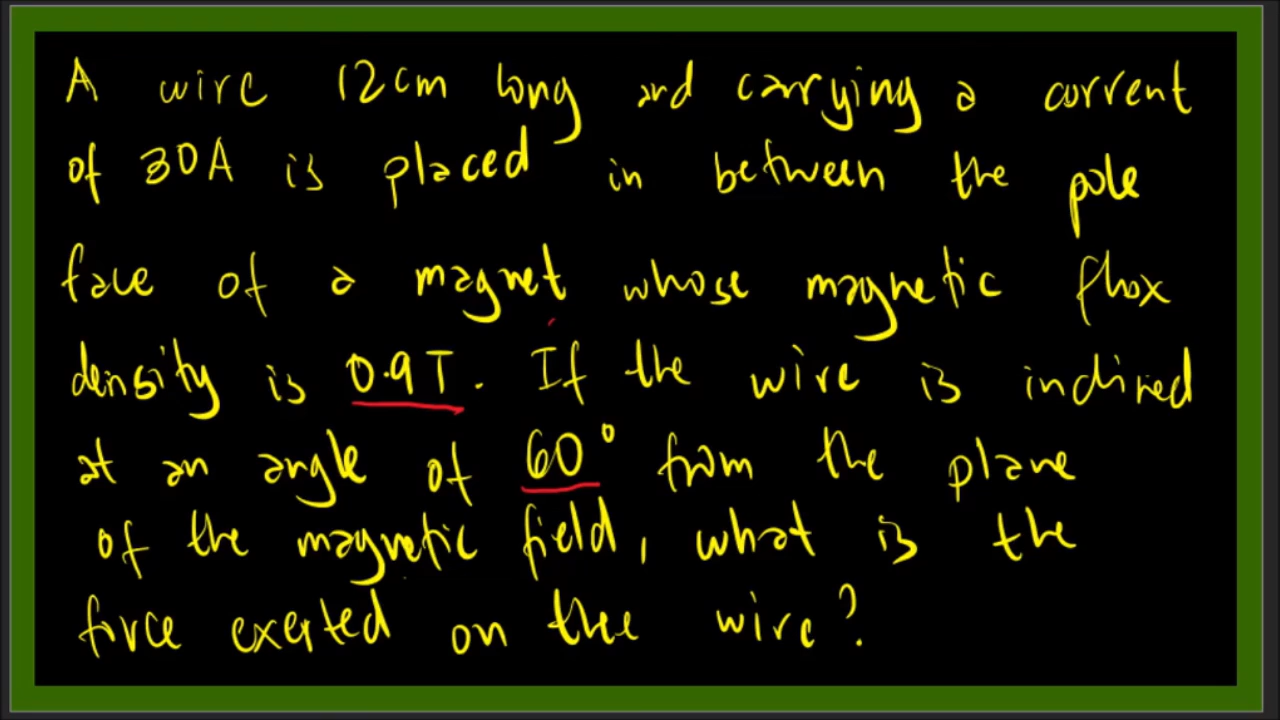 A wire 12cm long and carrying a current
of 30A is placed in between the pole
face of a magnet whose magnetic flux
density is 0.9T. If the wire is inclined
at an angle of 60° from the plane
of the magnetic field, what is the
force exerted on the wire?